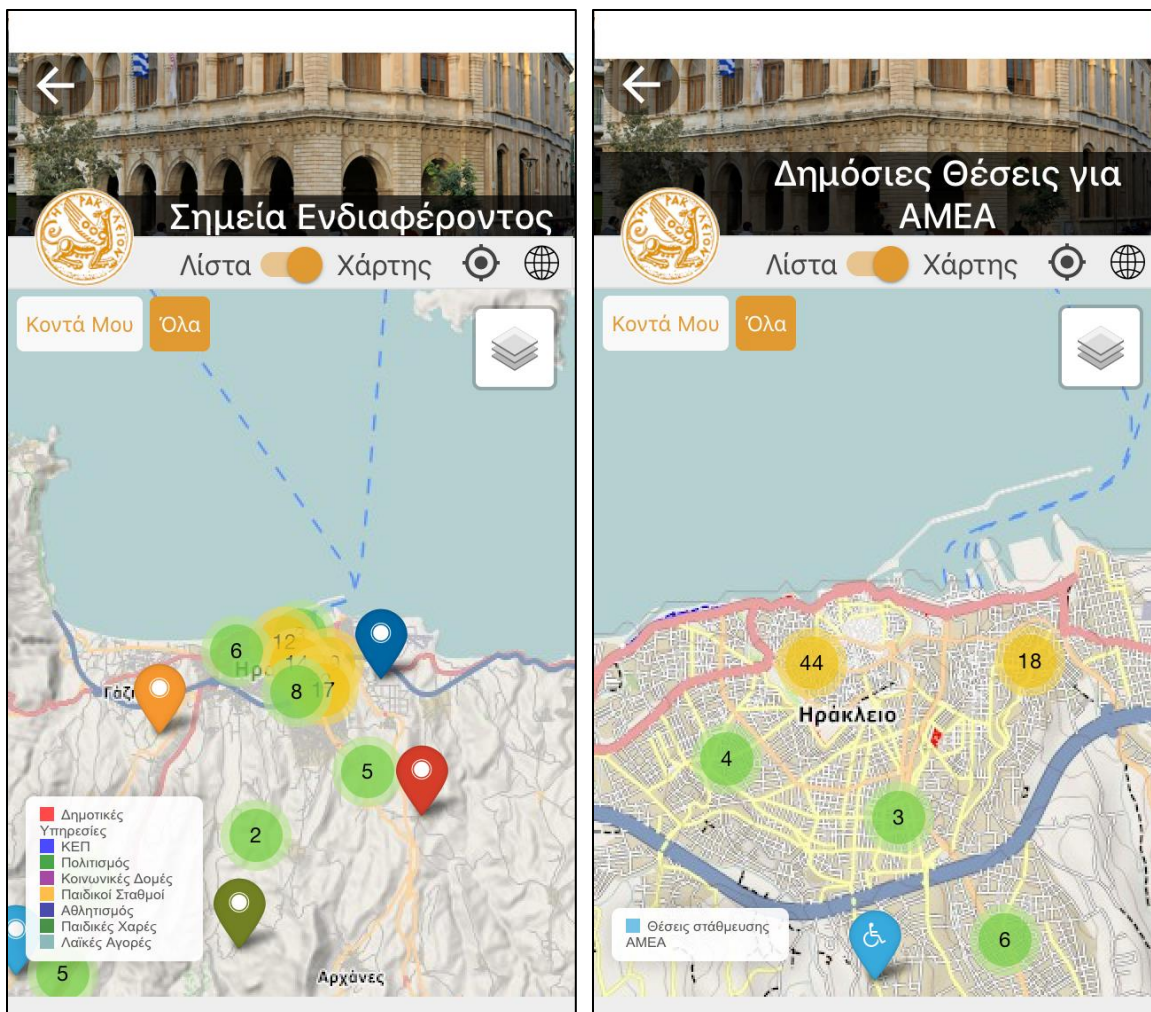 Σημεία Ενδιαφέροντος
Λίστα Χάρτης
Κοντά Μου Όλα
6
12
8
17
5
2
5
Δημοτικές
Υπηρεσίες
ΚΕΠ
Πολιτισμός
Κοινωνικές Δομές
Παιδικοί Σταθμοί
Αθλητισμός
Παιδικές Χαρές
Λαϊκές Αγορές
Αρχάνες
Δημόσιες Θέσεις για
ΑΜΕΑ
Λίστα Χάρτης
Κοντά Μου Όλα
44
18
Ηράκλειο
4
3
Θέσεις στάθμευσης
ΑΜΕΑ
6